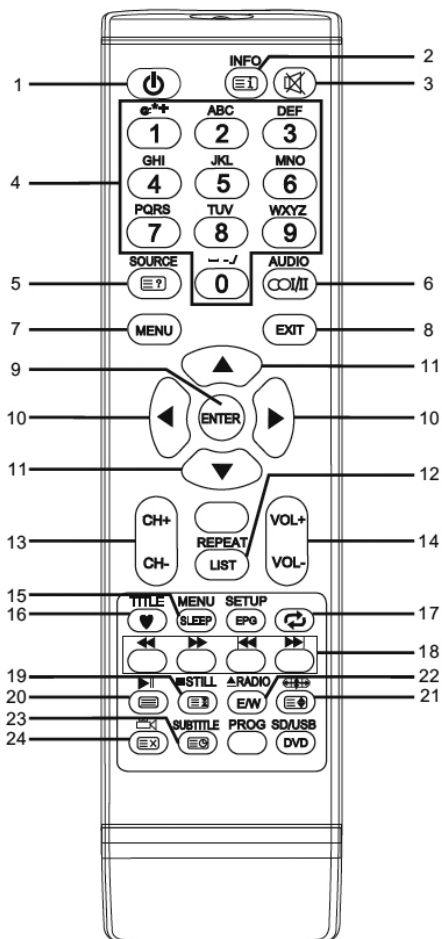 INFO
2
1
3
@:*+ ABC DEF
1 2 3
GHI JKL MNO
4
4 5 6
PQRS TUV WXYZ
7 8 9
SOURCE - -./ AUDIO
5
? 0 I/II
6
7
MENU EXIT
8
9
11
10
ENTER
10
11
12
CH+ VOL+
13
REPEAT
14
CH- LIST VOL-
15
TITLE MENU SETUP
16
SLEEP EPG
17
18
19
STILL RADIO
22
20
E/W
21
23
SUBTITLE PROG SD/USB
24
X DVD